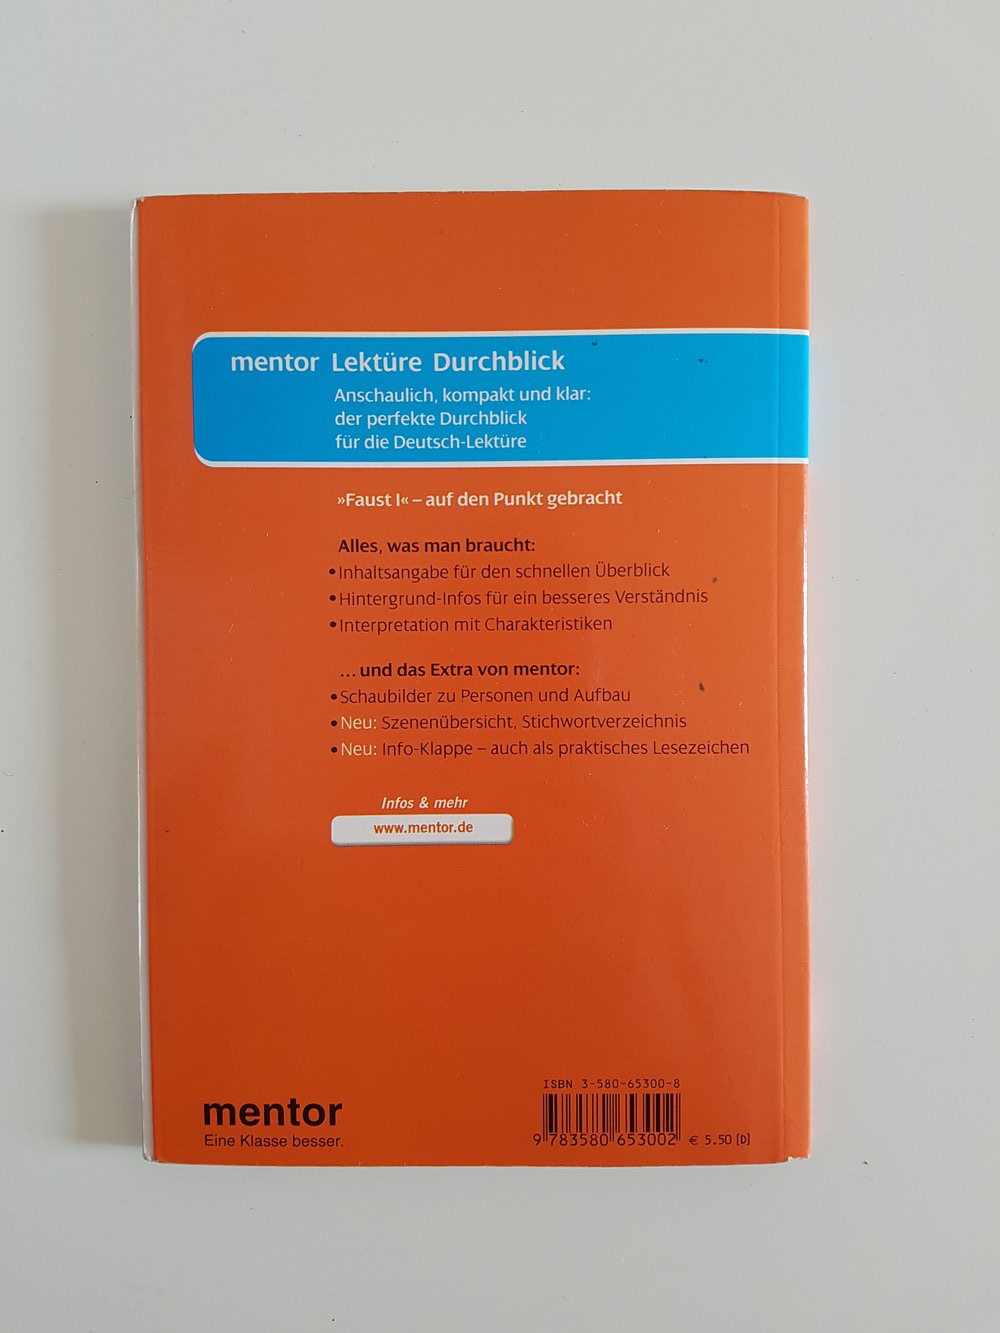 mentor Lektüre Durchblick
Anschaulich, kompakt und klar:
der perfekte Durchblick
für die Deutsch-Lektüre
»Faust I« – auf den Punkt gebracht
Alles, was man braucht:
• Inhaltsangabe für den schnellen Überblick
• Hintergrund-Infos für ein besseres Verständnis
• Interpretation mit Charakteristiken
... und das Extra von mentor:
• Schaubilder zu Personen und Aufbau
• Neu: Szenenübersicht, Stichwortverzeichnis
• Neu: Info-Klappe – auch als praktisches Lesezeichen
Infos & mehr
www.mentor.de
mentor
Eine Klasse besser.
ISBN 3-580-65300-8
9 783580 653002 € 5.50 [D]